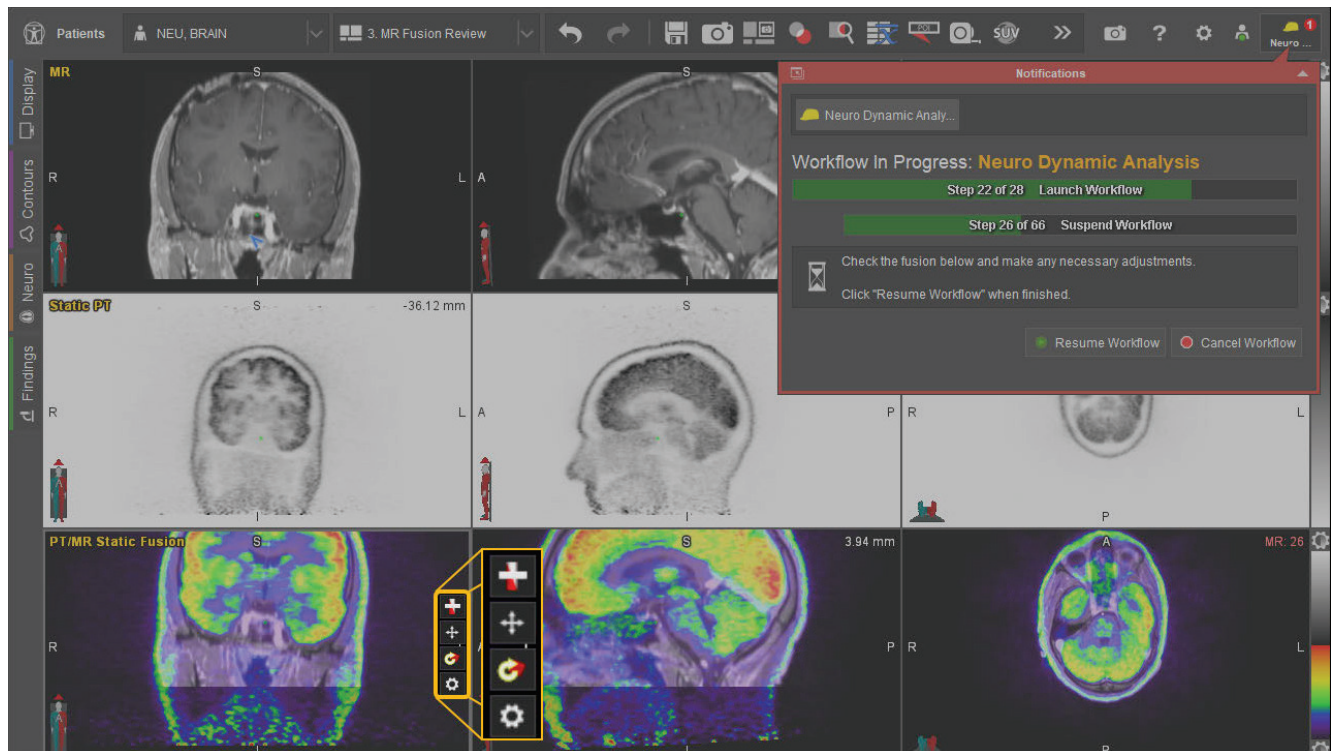 Patients
NEU, BRAIN
3. MR Fusion Review
SUV
1
Neuro ...
Display
Contours
Neuro
Findings
MR
S
R
L
I
S
A
Notifications
Neuro Dynamic Analy...
Workflow In Progress: Neuro Dynamic Analysis
Step 22 of 28 Launch Workflow
Step 26 of 66 Suspend Workflow
Check the fusion below and make any necessary adjustments.
Click "Resume Workflow" when finished.
Resume Workflow
Cancel Workflow
Static PT
S
-36.12 mm
R
L
I
S
A
P
I
R
L
P
PT/MR Static Fusion
S
R
S
3.94 mm
P
A
MR: 26
R
L
P